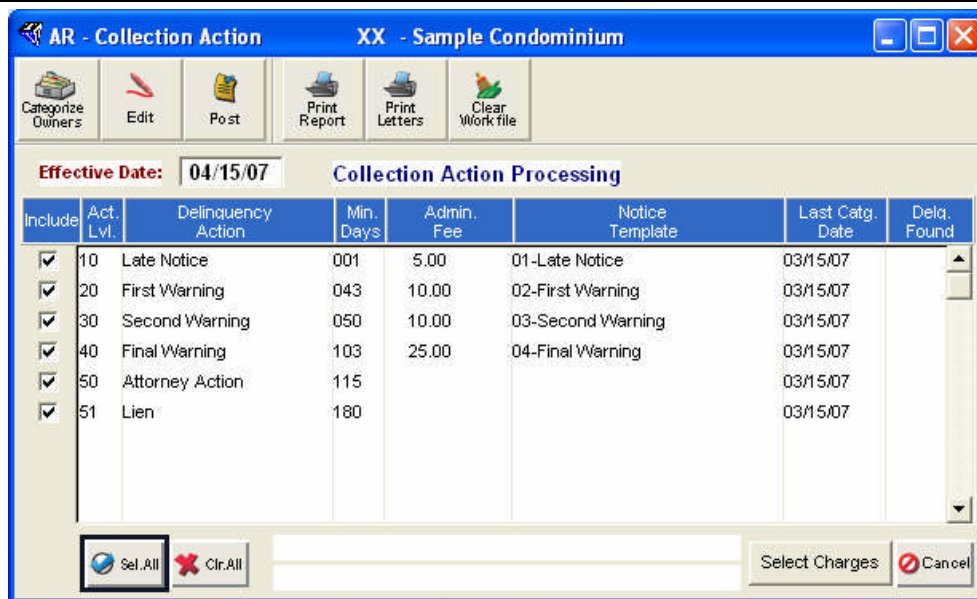 AR - Collection Action XX - Sample Condominium
Categorize Owners Edit Post Print Report Print Letters Clear Work file
Effective Date: 04/15/07 Collection Action Processing
Include Act. Lvl. Delinquency Action Min. Days Admin. Fee Notice Template Last Catg. Date Delq. Found
10 Late Notice 001 5.00 01-Late Notice 03/15/07
20 First Warning 043 10.00 02-First Warning 03/15/07
30 Second Warning 050 10.00 03-Second Warning 03/15/07
40 Final Warning 103 25.00 04-Final Warning 03/15/07
50 Attorney Action 115 03/15/07
51 Lien 180 03/15/07
Sel.All Clr.All Select Charges Cancel